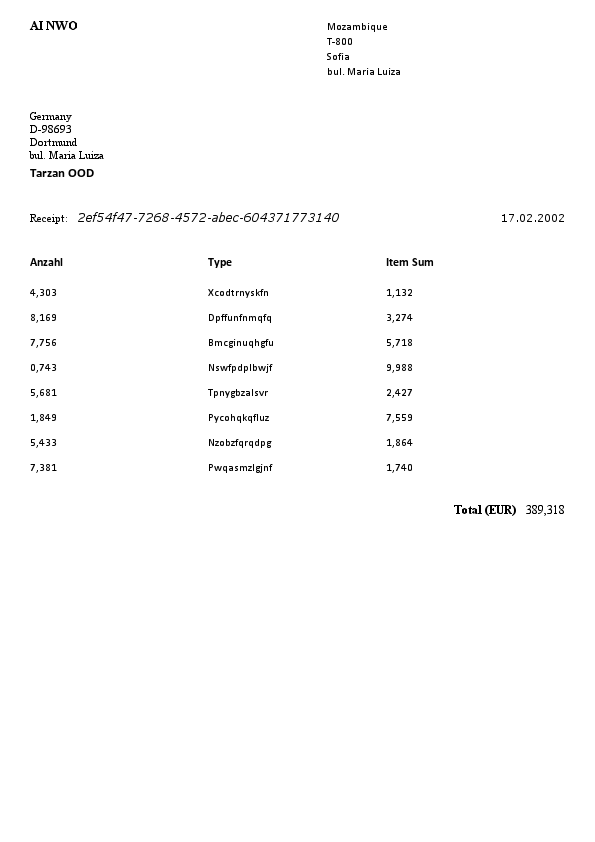 AI NWO
Mozambique
T-800
Sofia
bul. Maria Luiza
Germany
D-98693
Dortmund
bul. Maria Luiza
Tarzan OOD
Receipt: 2ef54f47-7268-4572-abec-604371773140 17.02.2002
Anzahl Type Item Sum
4,303 Xcodtrnyskfn 1,132
8,169 Dpffunfnmqfq 3,274
7,756 Bmcginuqhgfu 5,718
0,743 Nswfpdplbwjf 9,988
5,681 Tpnygbzalsvr 2,427
1,849 Pycohqkqfluz 7,559
5,433 Nzobzfqrqdpg 1,864
7,381 Pwqasmzlgjnf 1,740
Total (EUR) 389,318